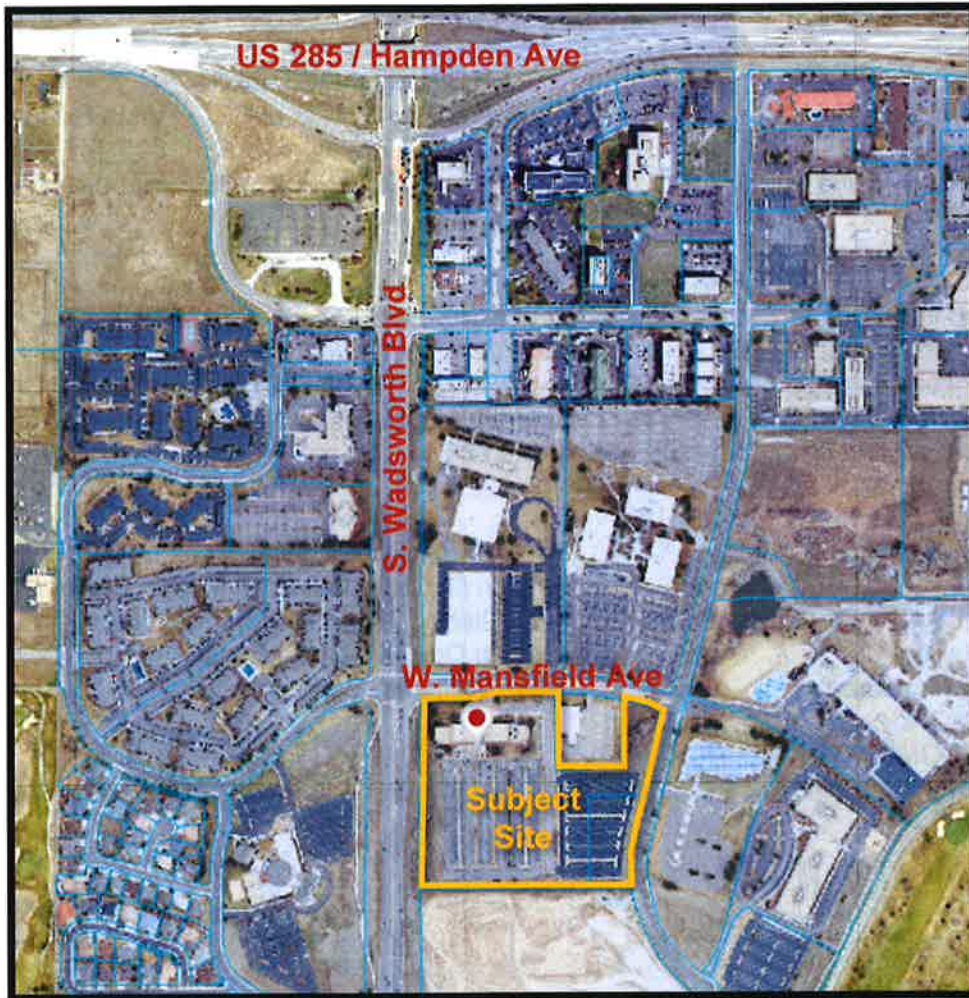 US 285 / Hampden Ave
S. Wadsworth Blvd
W. Mansfield Ave
Subject
Site